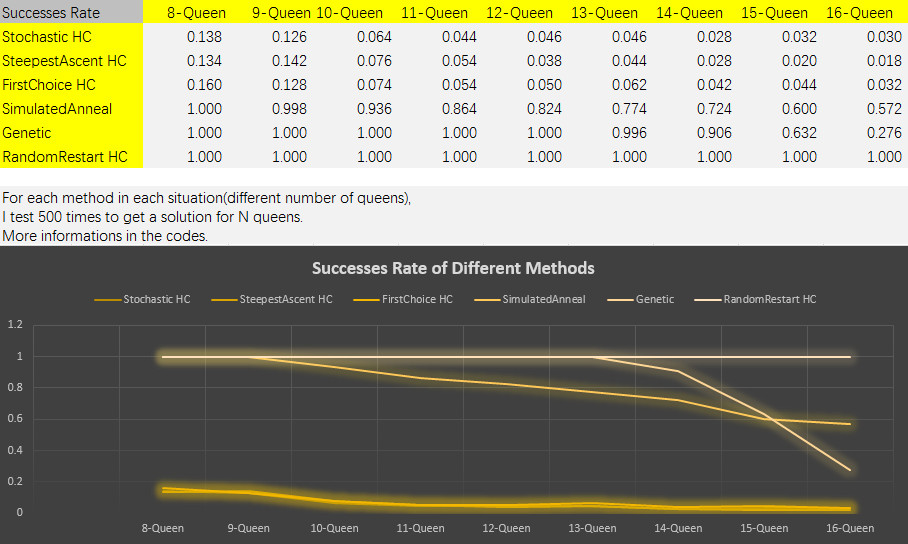 Successes Rate 8-Queen 9-Queen 10-Queen 11-Queen 12-Queen 13-Queen 14-Queen 15-Queen 16-Queen
Stochastic HC 0.138 0.126 0.064 0.044 0.046 0.046 0.028 0.032 0.030
SteepestAscent HC 0.134 0.142 0.076 0.054 0.038 0.044 0.028 0.020 0.018
FirstChoice HC 0.160 0.128 0.074 0.054 0.050 0.062 0.042 0.044 0.032
SimulatedAnneal 1.000 0.998 0.936 0.864 0.824 0.774 0.724 0.600 0.572
Genetic 1.000 1.000 1.000 1.000 1.000 0.996 0.906 0.632 0.276
RandomRestart HC 1.000 1.000 1.000 1.000 1.000 1.000 1.000 1.000 1.000
For each method in each situation(different number of queens),
I test 500 times to get a solution for N queens.
More informations in the codes.
Successes Rate of Different Methods
Stochastic HC SteepestAscent HC FirstChoice HC SimulatedAnneal Genetic RandomRestart HC
1.2
1
0.8
0.6
0.4
0.2
0
8-Queen 9-Queen 10-Queen 11-Queen 12-Queen 13-Queen 14-Queen 15-Queen 16-Queen